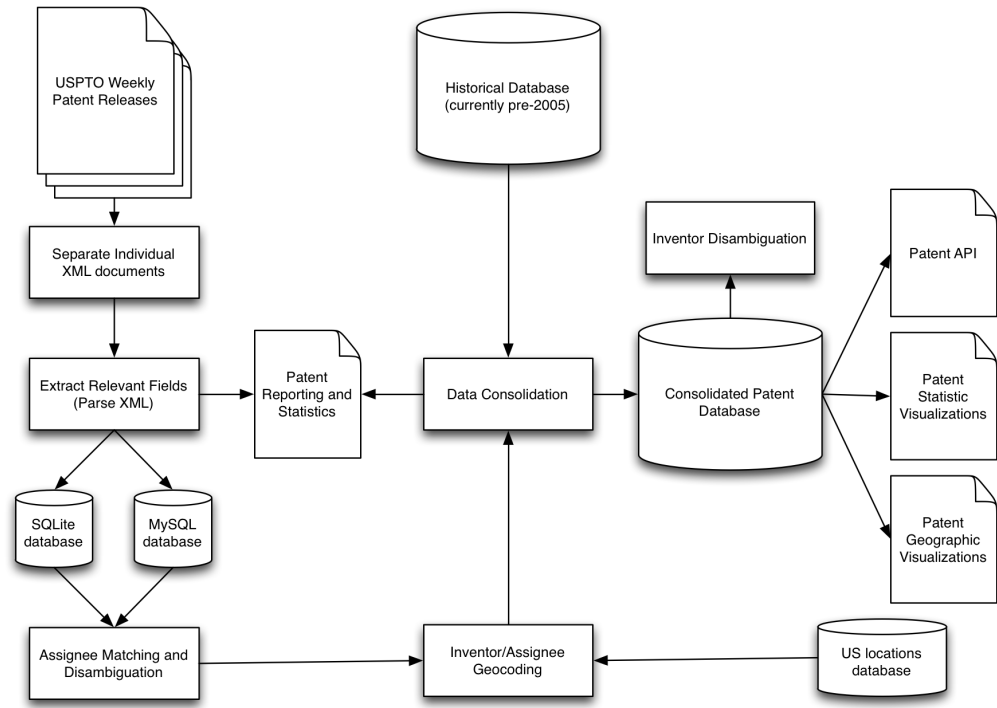 USPTO Weekly
Patent Releases
Historical Database
(currently pre-2005)
Separate Individual
XML documents
Inventor Disambiguation
Patent API
Extract Relevant Fields
(Parse XML)
Patent
Reporting and
Statistics
Data Consolidation
Consolidated Patent
Database
Patent
Statistic
Visualizations
SQLite
database
MySQL
database
Patent
Geographic
Visualizations
Assignee Matching and
Disambiguation
Inventor/Assignee
Geocoding
US locations
database